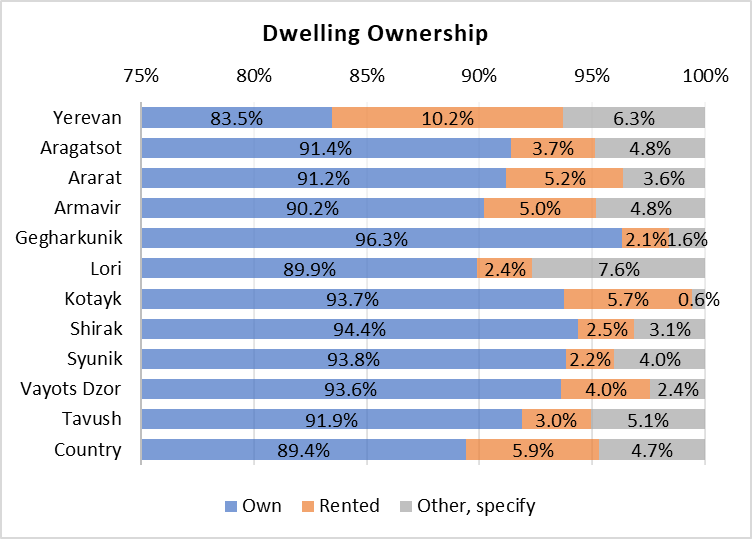 Dwelling Ownership
75% 80% 85% 90% 95% 100%
Yerevan 83.5% 10.2% 6.3%
Aragatsot 91.4% 3.7% 4.8%
Ararat 91.2% 5.2% 3.6%
Armavir 90.2% 5.0% 4.8%
Gegharkunik 96.3% 2.1% 1.6%
Lori 89.9% 2.4% 7.6%
Kotayk 93.7% 5.7% 0.6%
Shirak 94.4% 2.5% 3.1%
Syunik 93.8% 2.2% 4.0%
Vayots Dzor 93.6% 4.0% 2.4%
Tavush 91.9% 3.0% 5.1%
Country 89.4% 5.9% 4.7%
Own Rented Other, specify